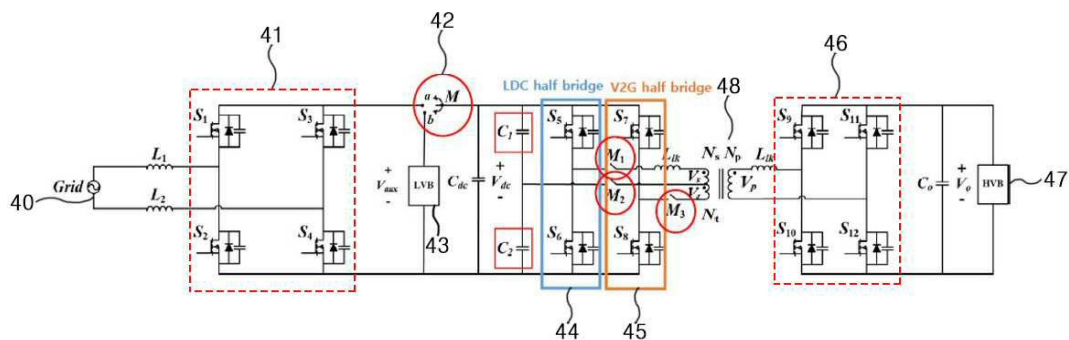 41
42
46
LDC half bridge
V2G half bridge
48
S1
S3
a
M
b
C1
S5
S7
S9
S11
L1
M1
Llk
Ns
Np
Llk
Grid
+
Vaux
-
LVB
Cdc
+
Vdc
-
M2
Vs
Vt
Vp
Co
+
Vo
-
HVB
47
40
L2
M3
Nt
43
S2
S4
C2
S6
S8
S10
S12
44
45